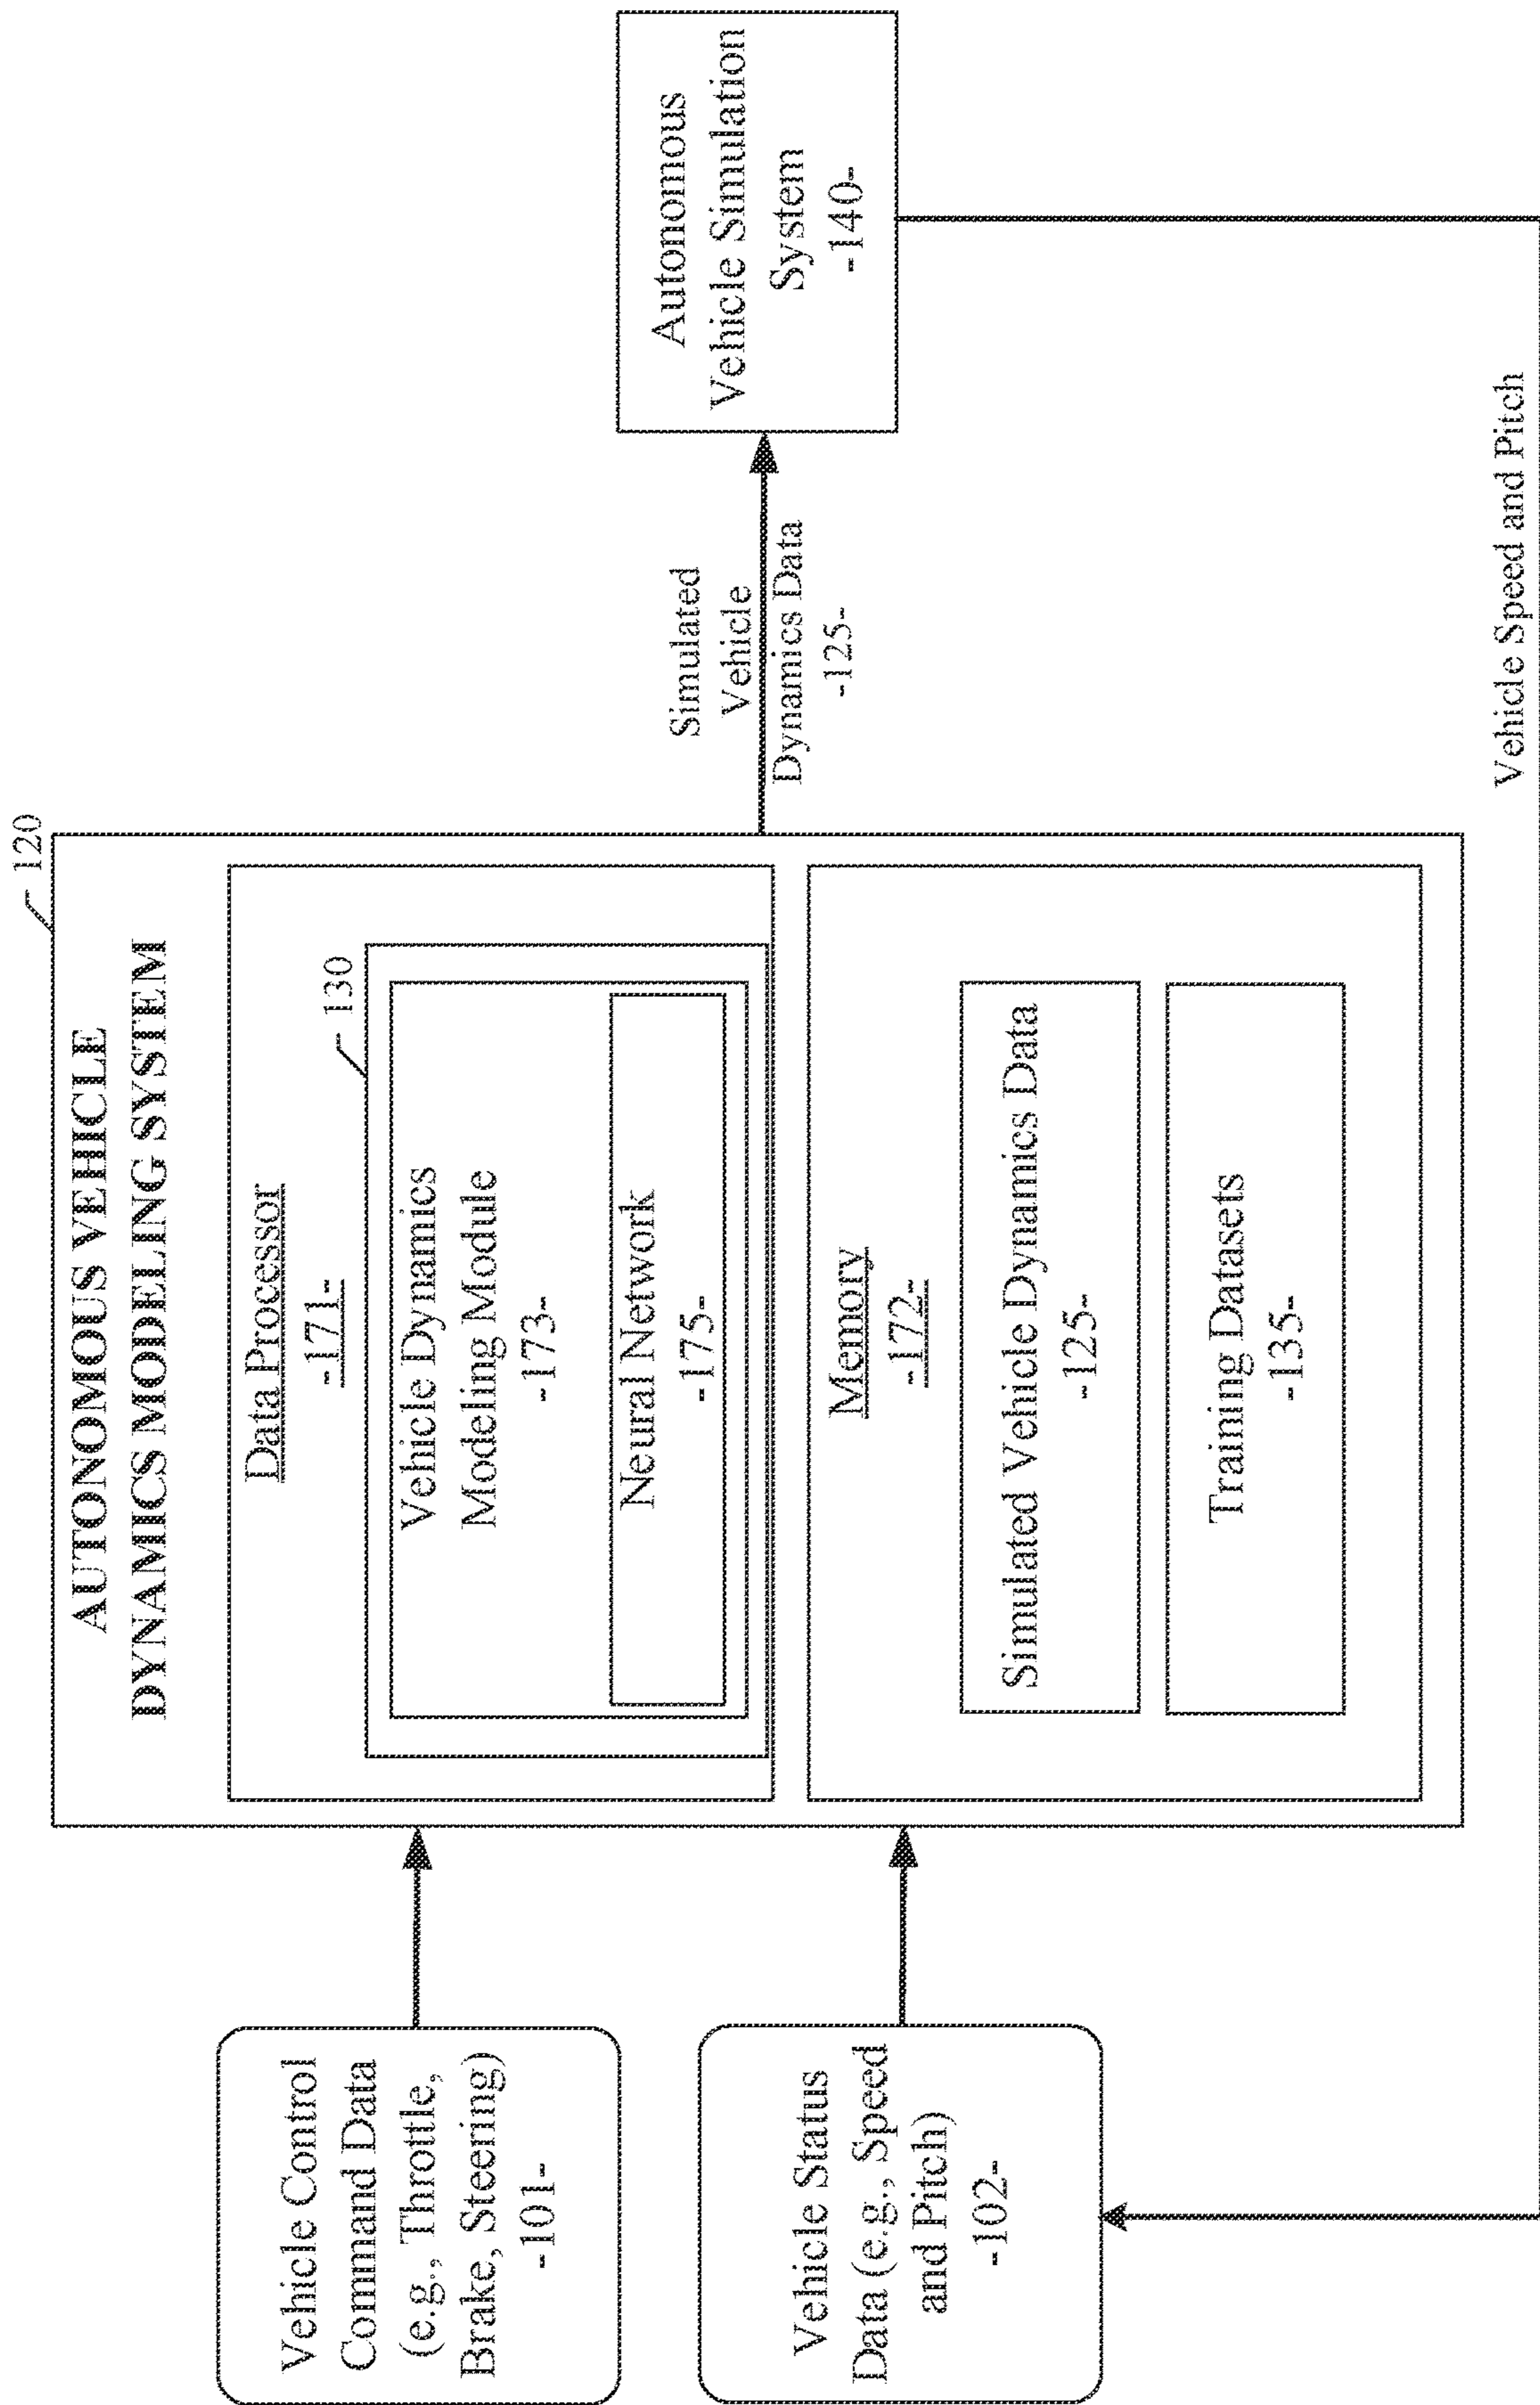 Vehicle Control
Command Data
(e.g., Throttle,
Brake, Steering)
-101-
Vehicle Status
Data (e.g., Speed
and Pitch)
-102-
120
AUTONOMOUS VEHICLE
DYNAMICS MODELING SYSTEM
Data Processor
-171-
130
Vehicle Dynamics
Modeling Module
-173-
Neural Network
-175-
Memory
-172-
Simulated Vehicle Dynamics Data
-125-
Training Datasets
-135-
Simulated
Vehicle
Dynamics Data
-125-
Autonomous
Vehicle Simulation
System
-140-
Vehicle Speed and Pitch